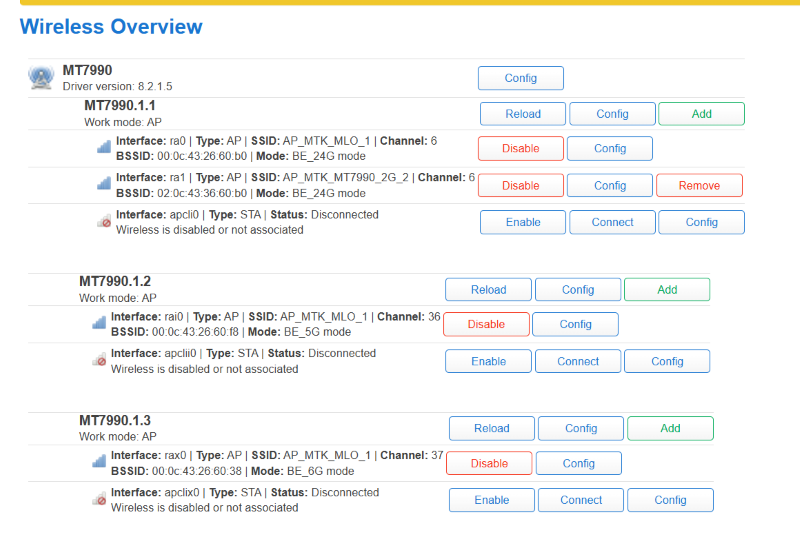 Wireless Overview
MT7990
Driver version: 8.2.1.5
Config
MT7990.1.1
Work mode: AP
Reload Config Add
Interface: ra0 | Type: AP | SSID: AP_MTK_MLO_1 | Channel: 6
BSSID: 00:0c:43:26:60:b0 | Mode: BE_24G mode
Disable Config
Interface: ra1 | Type: AP | SSID: AP_MTK_MT7990_2G_2 | Channel: 6
BSSID: 02:0c:43:36:60:b0 | Mode: BE_24G mode
Disable Config Remove
Interface: apcli0 | Type: STA | Status: Disconnected
Wireless is disabled or not associated
Enable Connect Config
MT7990.1.2
Work mode: AP
Reload Config Add
Interface: rai0 | Type: AP | SSID: AP_MTK_MLO_1 | Channel: 36
BSSID: 00:0c:43:26:60:f8 | Mode: BE_5G mode
Disable Config
Interface: apclii0 | Type: STA | Status: Disconnected
Wireless is disabled or not associated
Enable Connect Config
MT7990.1.3
Work mode: AP
Reload Config Add
Interface: rax0 | Type: AP | SSID: AP_MTK_MLO_1 | Channel: 37
BSSID: 00:0c:43:26:60:38 | Mode: BE_6G mode
Disable Config
Interface: apclix0 | Type: STA | Status: Disconnected
Wireless is disabled or not associated
Enable Connect Config